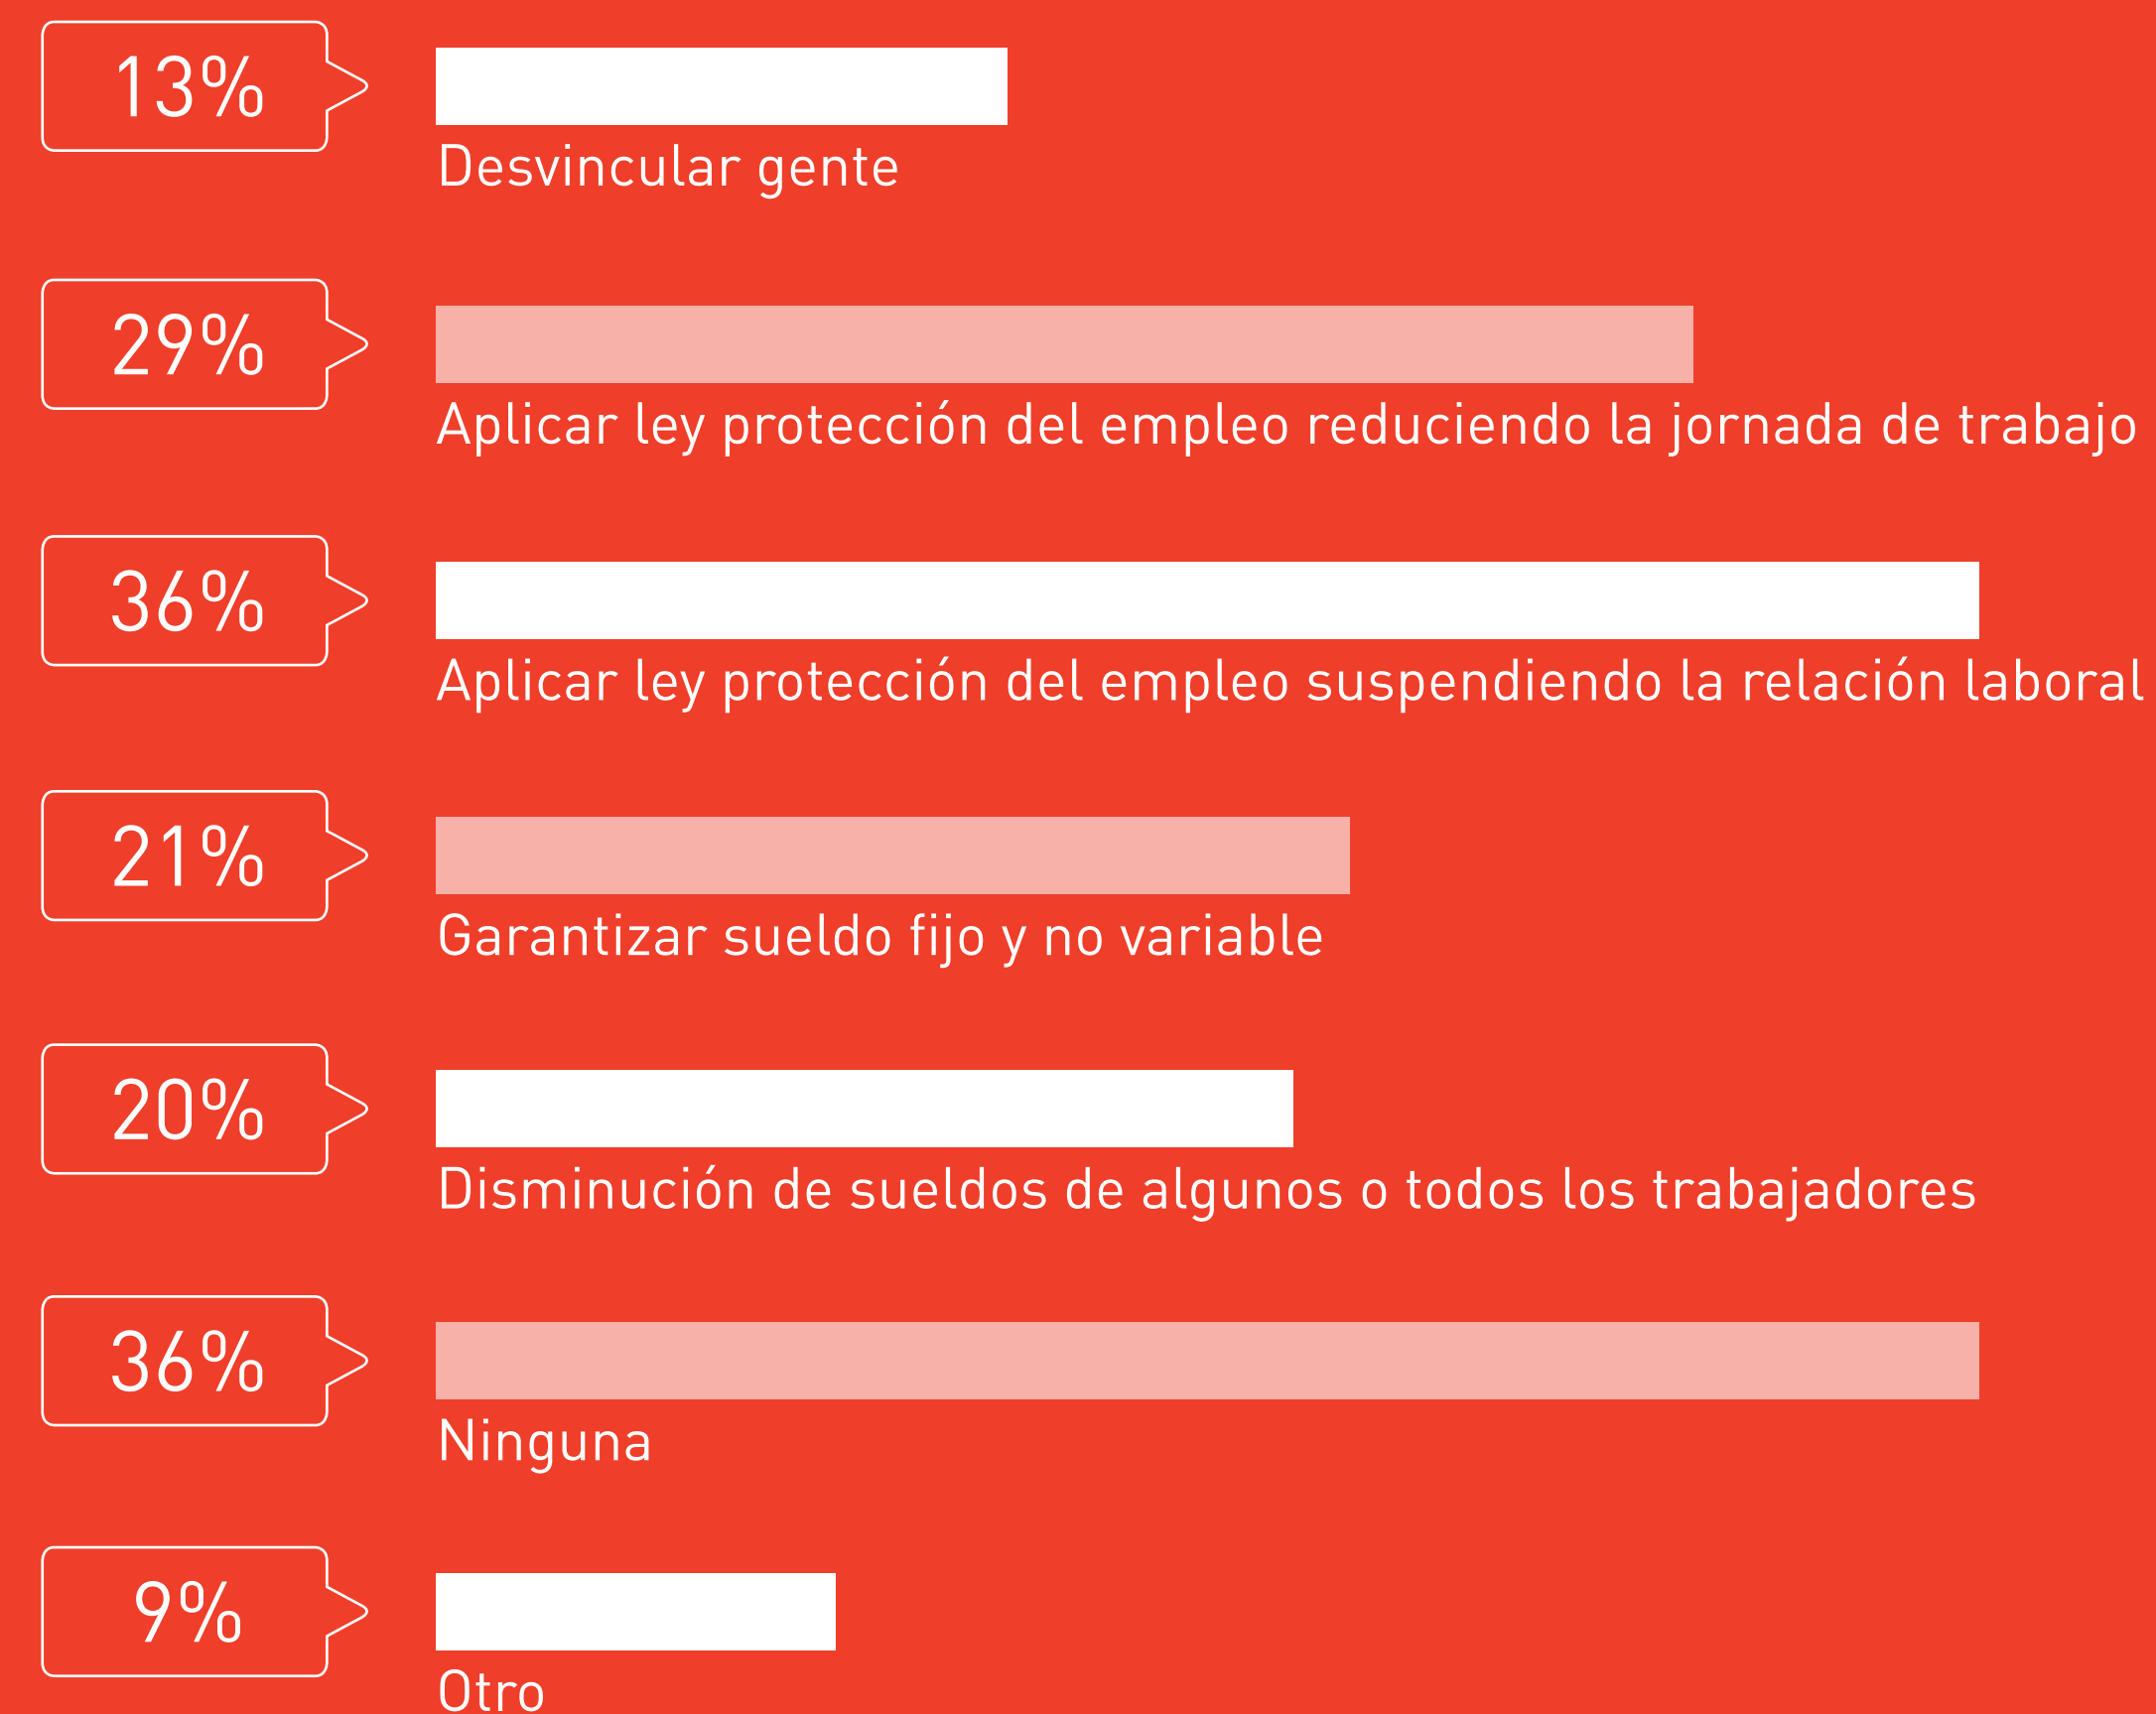 13%
Desvincular gente
29%
Aplicar ley protección del empleo reduciendo la jornada de trabajo
36%
Aplicar ley protección del empleo suspendiendo la relación laboral
21%
Garantizar sueldo fijo y no variable
20%
Disminución de sueldos de algunos o todos los trabajadores
36%
Ninguna
9%
Otro